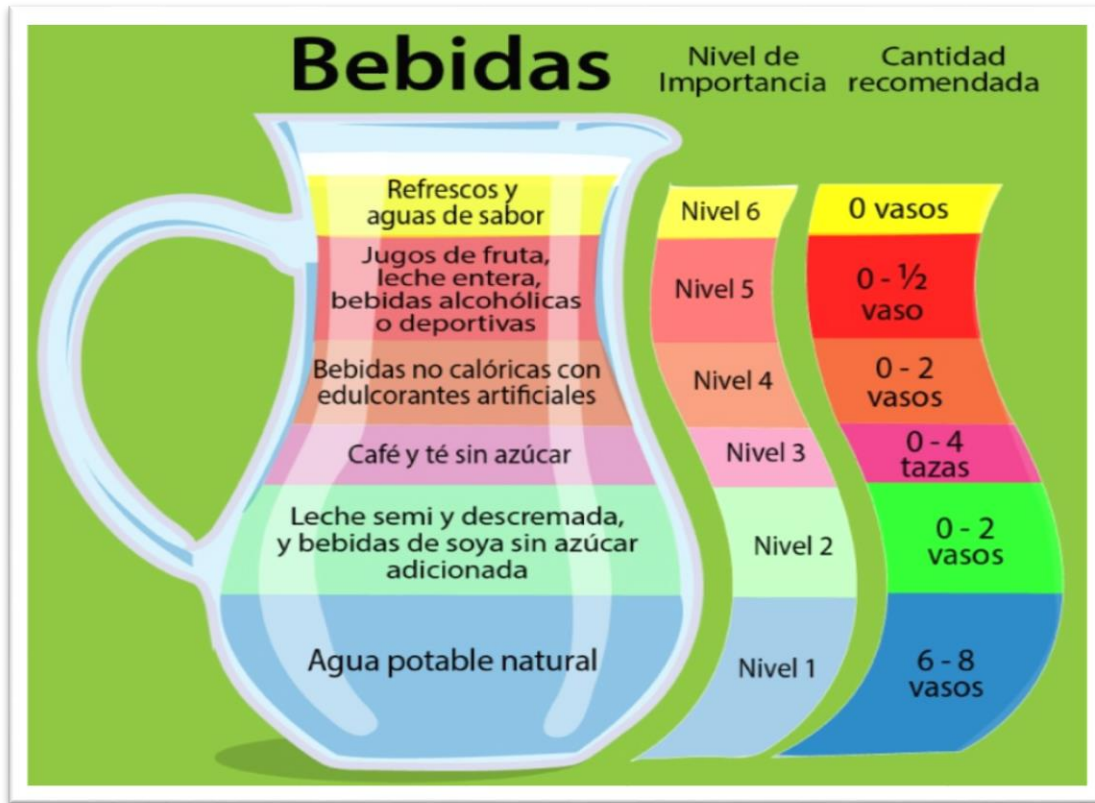 Bebidas
Nivel de
Importancia
Cantidad
recomendada
Refrescos y
aguas de sabor
Nivel 6
0 vasos
Jugos de fruta,
leche entera,
bebidas alcohólicas
o deportivas
Nivel 5
0 - ½
vaso
Bebidas no calóricas con
edulcorantes artificiales
Nivel 4
0 - 2
vasos
Café y té sin azúcar
Nivel 3
0 - 4
tazas
Leche semi y descremada,
y bebidas de soya sin azúcar
adicionada
Nivel 2
0 - 2
vasos
Agua potable natural
Nivel 1
6 - 8
vasos